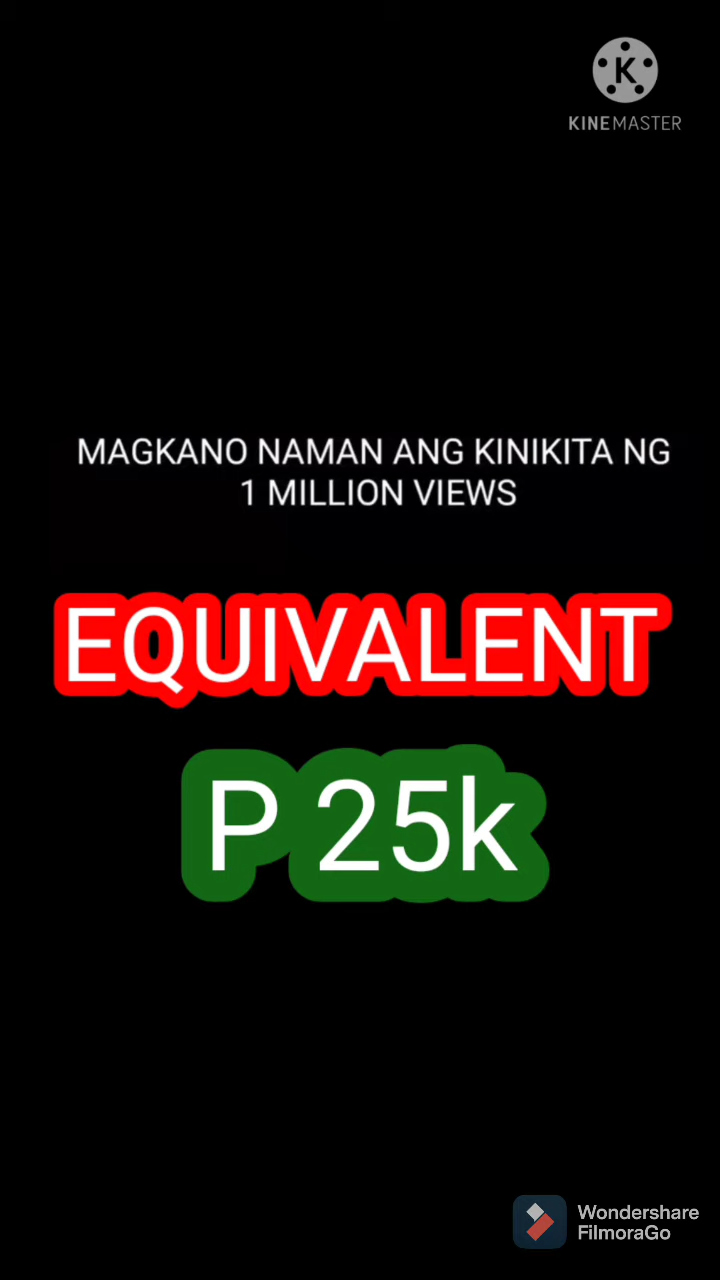 KINEMASTER
MAGKANO NAMAN ANG KINIKITA NG
1 MILLION VIEWS
EQUIVALENT
P 25k
Wondershare
FilmoraGo